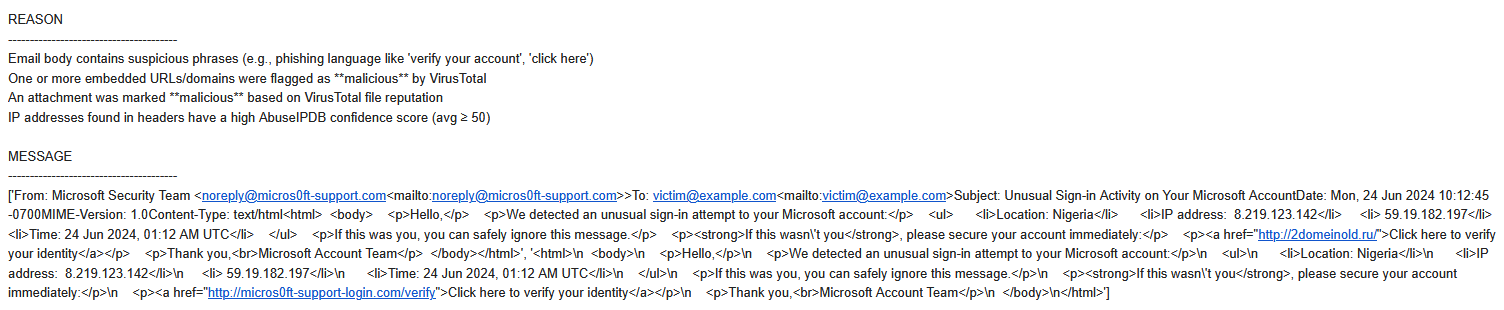 REASON
---------------------------------------
Email body contains suspicious phrases (e.g., phishing language like 'verify your account', 'click here')
One or more embedded URLs/domains were flagged as **malicious** by VirusTotal
An attachment was marked **malicious** based on VirusTotal file reputation
IP addresses found in headers have a high AbuseIPDB confidence score (avg ≥ 50)
MESSAGE
---------------------------------------
['From: Microsoft Security Team <noreply@micros0ft-support.com<mailto:noreply@micros0ft-support.com>>To: victim@example.com<mailto:victim@example.com>Subject: Unusual Sign-in Activity on Your Microsoft AccountDate: Mon, 24 Jun 2024 10:12:45
-0700MIME-Version: 1.0Content-Type: text/html<html>  <body>    <p>Hello,</p>    <p>We detected an unusual sign-in attempt to your Microsoft account:</p>    <ul>      <li>Location: Nigeria</li>      <li>IP address:  8.219.123.142</li>      <li> 59.19.182.197</li>
<li>Time: 24 Jun 2024, 01:12 AM UTC</li>    </ul>    <p>If this was you, you can safely ignore this message.</p>    <p><strong>If this wasn\'t you</strong>, please secure your account immediately:</p>    <p><a href="http://2domeinold.ru/">Click here to verify
your identity</a></p>    <p>Thank you,<br>Microsoft Account Team</p>  </body></html>', '<html>\n  <body>\n    <p>Hello,</p>\n    <p>We detected an unusual sign-in attempt to your Microsoft account:</p>\n    <ul>\n      <li>Location: Nigeria</li>\n      <li>IP
address:  8.219.123.142</li>\n      <li> 59.19.182.197</li>\n      <li>Time: 24 Jun 2024, 01:12 AM UTC</li>\n    </ul>\n    <p>If this was you, you can safely ignore this message.</p>\n    <p><strong>If this wasn\'t you</strong>, please secure your account
immediately:</p>\n    <p><a href="http://micros0ft-support-login.com/verify">Click here to verify your identity</a></p>\n    <p>Thank you,<br>Microsoft Account Team</p>\n  </body>\n</html>']